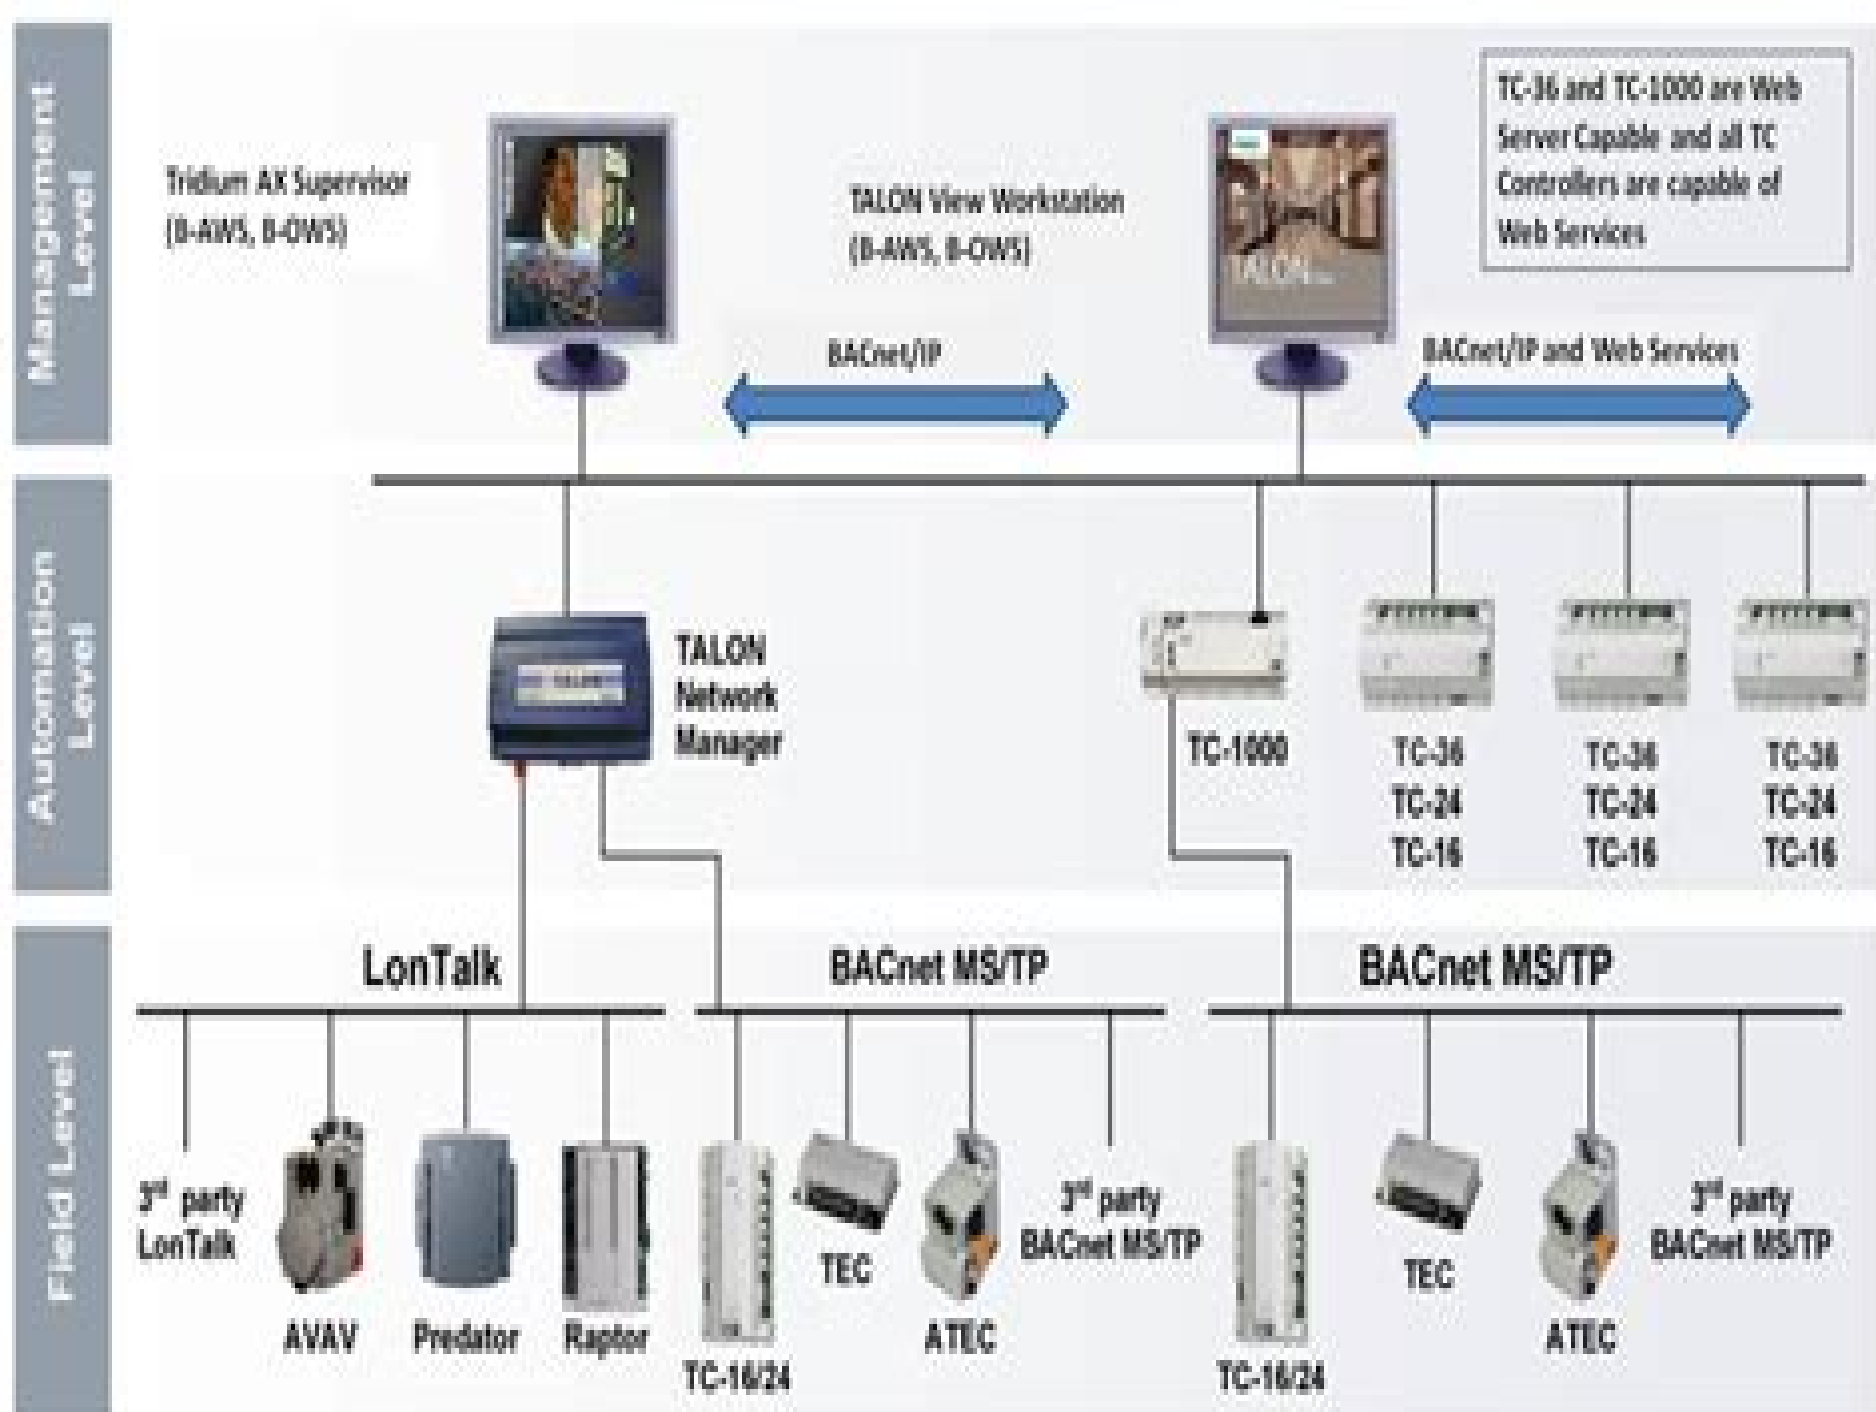 Management
Level
Tridium AX Supervisor
(B-AWS, B-OWS)
TALON View Workstation
(B-AWS, B-OWS)
TALON
TC-36 and TC-1000 are Web
Server Capable and all TC
Controllers are capable of
Web Services
BACnet/IP
BACnet/IP and Web Services
Automation
Level
TALON
TALON
Network
Manager
TC-1000
TC-36
TC-24
TC-16
TC-36
TC-24
TC-16
TC-36
TC-24
TC-16
Field Level
LonTalk
BACnet MS/TP
BACnet MS/TP
3rd party
LonTalk
AVAV
Predator
Raptor
TC-16/24
TEC
ATEC
3rd party
BACnet MS/TP
TC-16/24
TEC
ATEC
3rd party
BACnet MS/TP